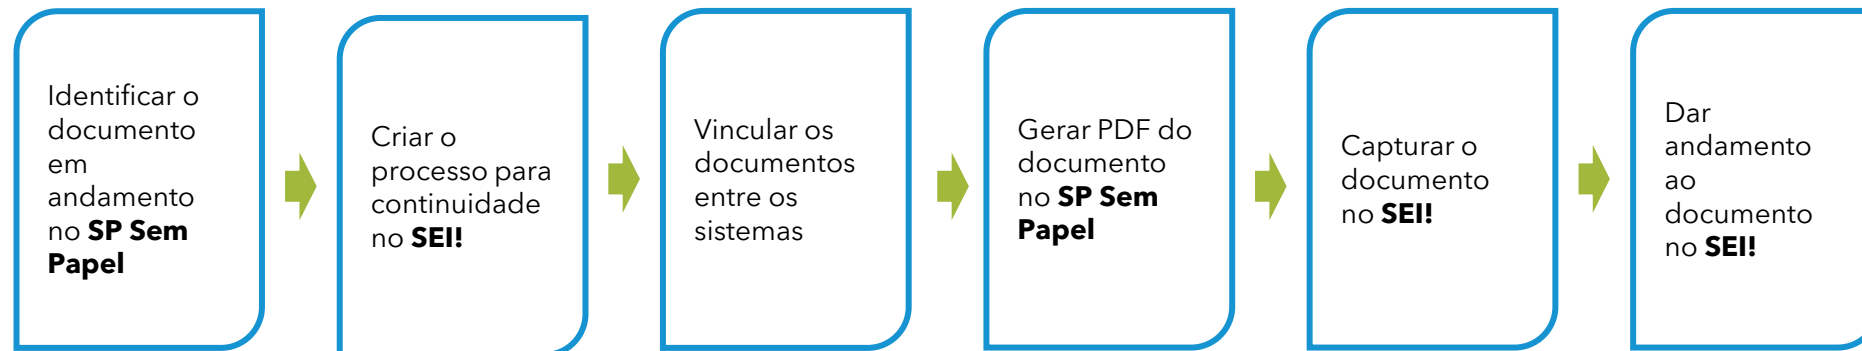 Identificar o
documento
em
andamento
no SP Sem
Papel
Criar o
processo para
continuidade
no SEI!
Vincular os
documentos
entre os
sistemas
Gerar PDF do
documento
no SP Sem
Papel
Capturar o
documento
no SEI!
Dar
andamento
ao
documento
no SEI!